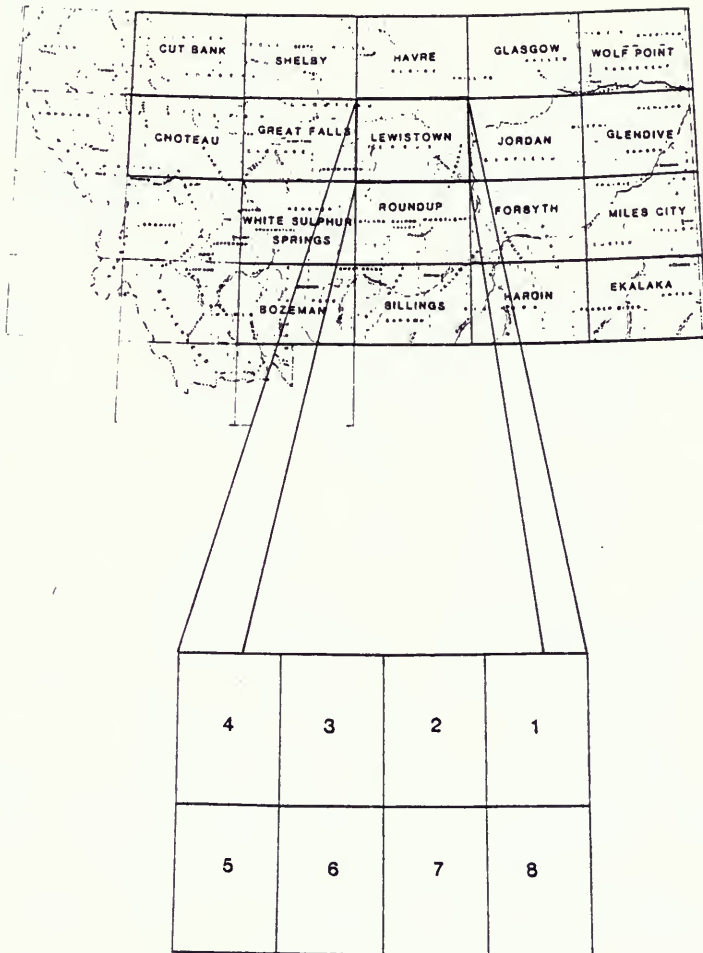 CUT BANK
SHELBY
HAVRE
GLASGOW
WOLF POINT
CHOTEAU
GREAT FALLS
LEWISTOWN
JORDAN
GLENDIVE
WHITE SULPHUR
SPRINGS
ROUNDUP
FORSYTH
MILES CITY
BOZEMAN
BILLINGS
HARDIN
EKALAKA
4 3 2 1
5 6 7 8